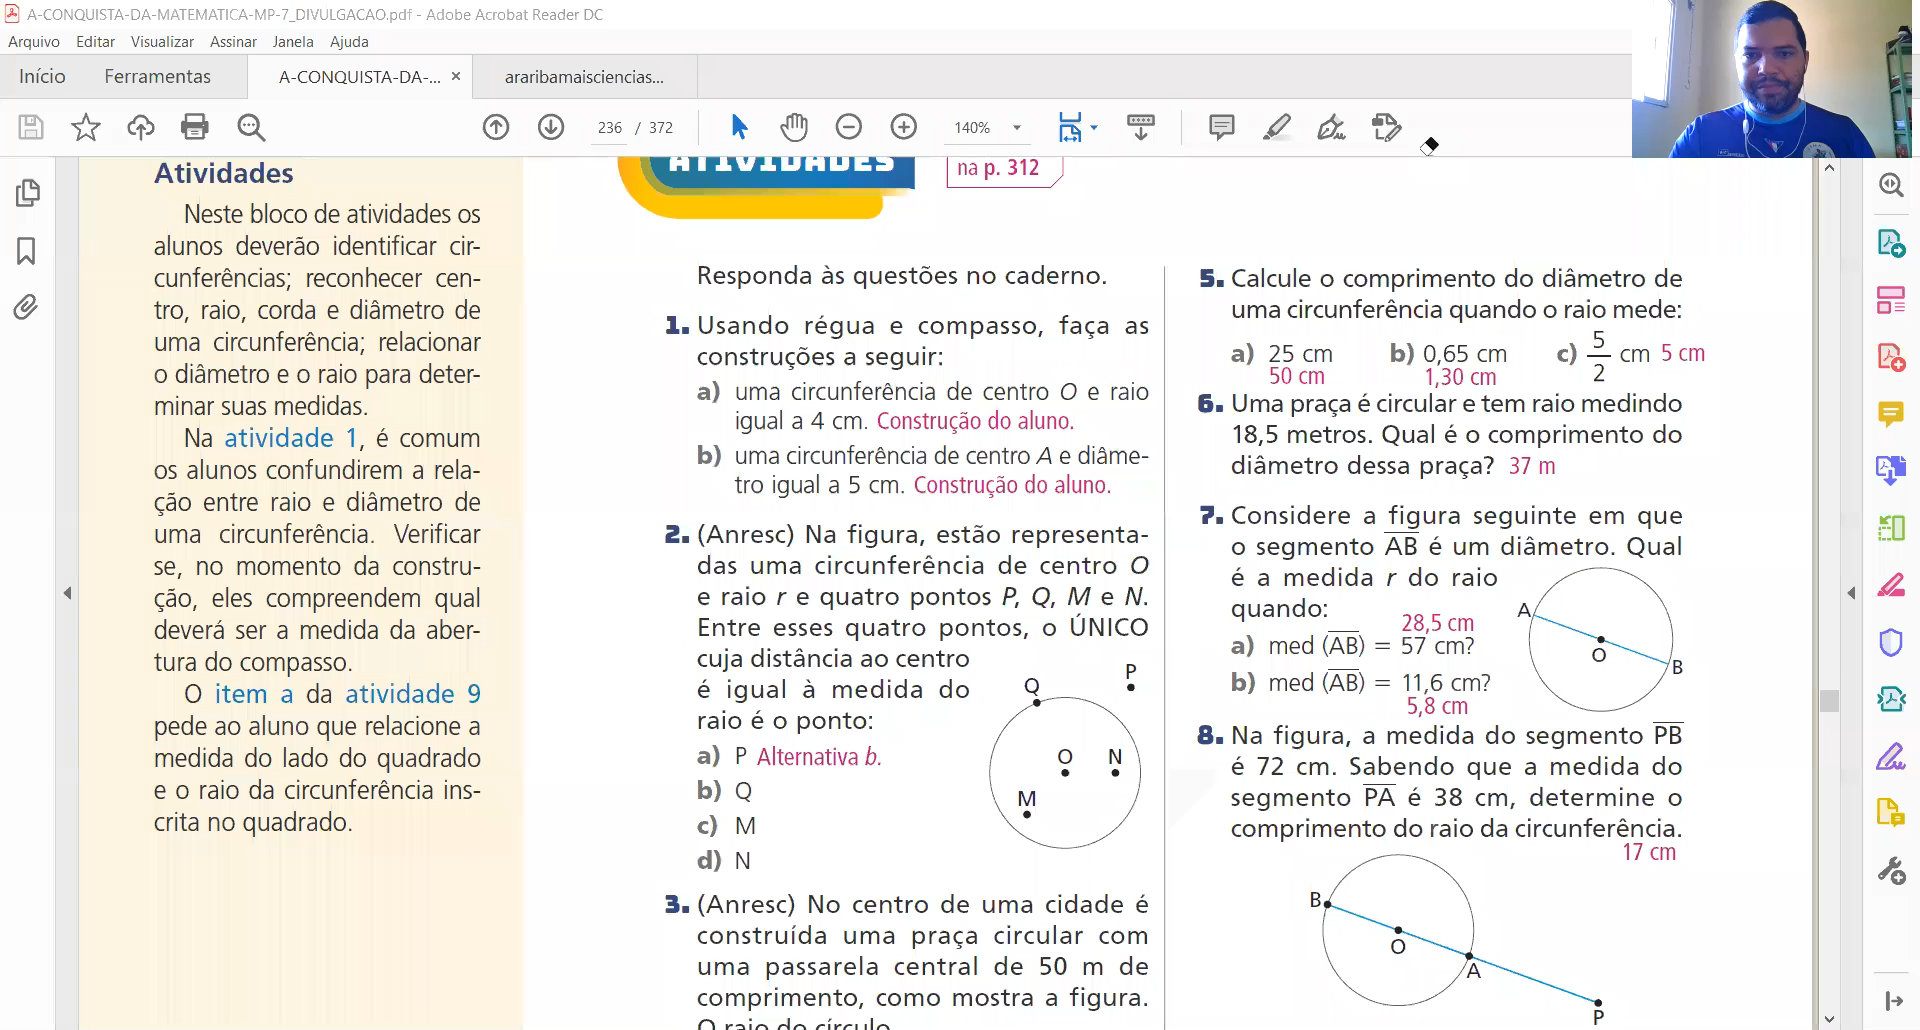 A-CONQUISTA-DA-MATEMATICA-MP-7_DIVULGACAO.pdf - Adobe Acrobat Reader DC
Arquivo Editar Visualizar Assinar Janela Ajuda
Início Ferramentas A-CONQUISTA-DA-... × araribamaisciencias...
236 / 372 140%
Atividades
Neste bloco de atividades os
alunos deverão identificar cir-
cunferências; reconhecer cen-
tro, raio, corda e diâmetro de
uma circunferência; relacionar
o diâmetro e o raio para deter-
minar suas medidas.
Na atividade 1, é comum
os alunos confundirem a rela-
ção entre raio e diâmetro de
uma circunferência. Verificar
se, no momento da constru-
ção, eles compreendem qual
deverá ser a medida da aber-
tura do compasso.
O item a da atividade 9
pede ao aluno que relacione a
medida do lado do quadrado
e o raio da circunferência ins-
crita no quadrado.
ATIVIDADES
na p. 312
Responda às questões no caderno.
1. Usando régua e compasso, faça as
construções a seguir:
a) uma circunferência de centro O e raio
igual a 4 cm. Construção do aluno.
b) uma circunferência de centro A e diâme-
tro igual a 5 cm. Construção do aluno.
2. (Anresc) Na figura, estão representa-
das uma circunferência de centro O
e raio r e quatro pontos P, Q, M e N.
Entre esses quatro pontos, o ÚNICO
cuja distância ao centro
é igual à medida do
raio é o ponto:
a) P Alternativa b.
b) Q
c) M
d) N
Q
P
O
N
M
3. (Anresc) No centro de uma cidade é
construída uma praça circular com
uma passarela central de 50 m de
comprimento, como mostra a figura.
O raio do círculo
5. Calcule o comprimento do diâmetro de
uma circunferência quando o raio mede:
a) 25 cm b) 0,65 cm c) 5/2 cm 5 cm
50 cm 1,30 cm
6. Uma praça é circular e tem raio medindo
18,5 metros. Qual é o comprimento do
diâmetro dessa praça? 37 m
7. Considere a figura seguinte em que
o segmento A̅B̅ é um diâmetro. Qual
é a medida r do raio
quando:
28,5 cm
a) med (A̅B̅) = 57 cm?
b) med (A̅B̅) = 11,6 cm?
5,8 cm
A
O
B
8. Na figura, a medida do segmento P̅B̅
é 72 cm. Sabendo que a medida do
segmento P̅A̅ é 38 cm, determine o
comprimento do raio da circunferência.
17 cm
B
O
A
P